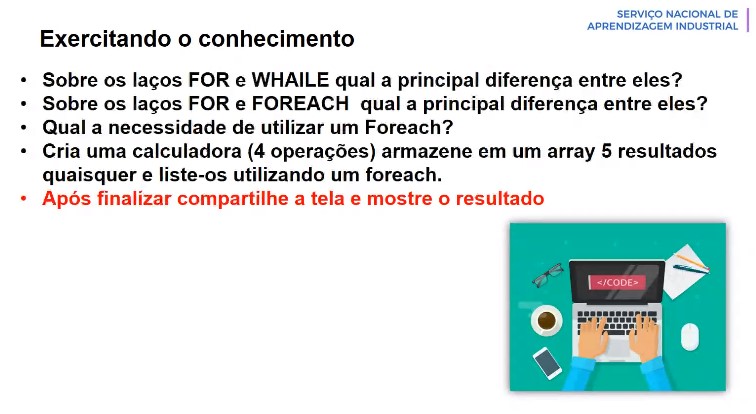 SERVIÇO NACIONAL DE
APRENDIZAGEM INDUSTRIAL
Exercitando o conhecimento
• Sobre os laços FOR e WHAILE qual a principal diferença entre eles?
• Sobre os laços FOR e FOREACH qual a principal diferença entre eles?
• Qual a necessidade de utilizar um Foreach?
• Cria uma calculadora (4 operações) armazene em um array 5 resultados
quaisquer e liste-os utilizando um foreach.
• Após finalizar compartilhe a tela e mostre o resultado
</CODE>